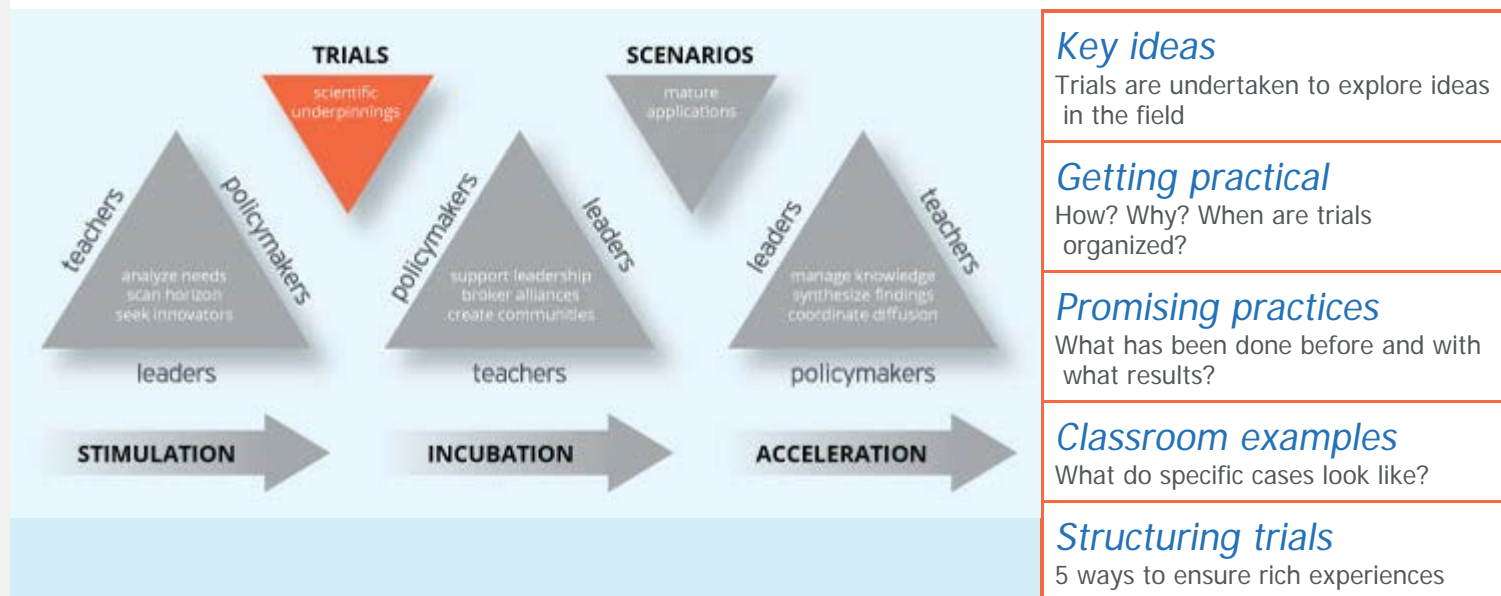 TRIALS
scientific
underpinnings
SCENARIOS
mature
applications
teachers
policymakers
analyze needs
scan horizon
seek innovators
leaders
policymakers
leaders
support leadership
broker alliances
create communities
teachers
leaders
teachers
manage knowledge
synthesize findings
coordinate diffusion
policymakers
STIMULATION
INCUBATION
ACCELERATION
Key ideas
Trials are undertaken to explore ideas
in the field
Getting practical
How? Why? When are trials
organized?
Promising practices
What has been done before and with
what results?
Classroom examples
What do specific cases look like?
Structuring trials
5 ways to ensure rich experiences